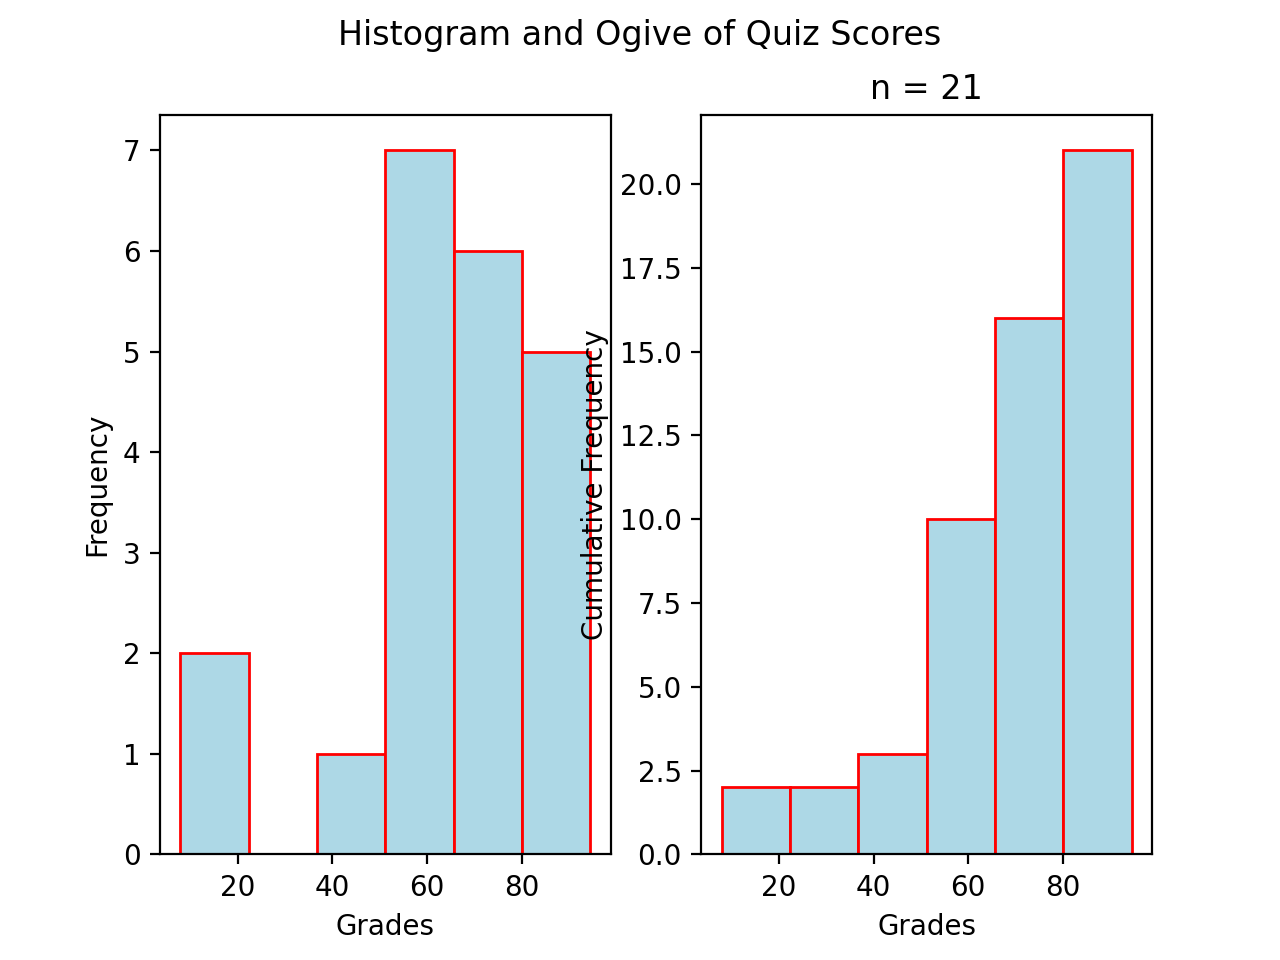 Histogram and Ogive of Quiz Scores
Frequency
7
6
5
4
3
2
1
0
20 40 60 80
Grades
n = 21
Cumulative Frequency
20.0
17.5
15.0
12.5
10.0
7.5
5.0
2.5
0.0
20 40 60 80
Grades